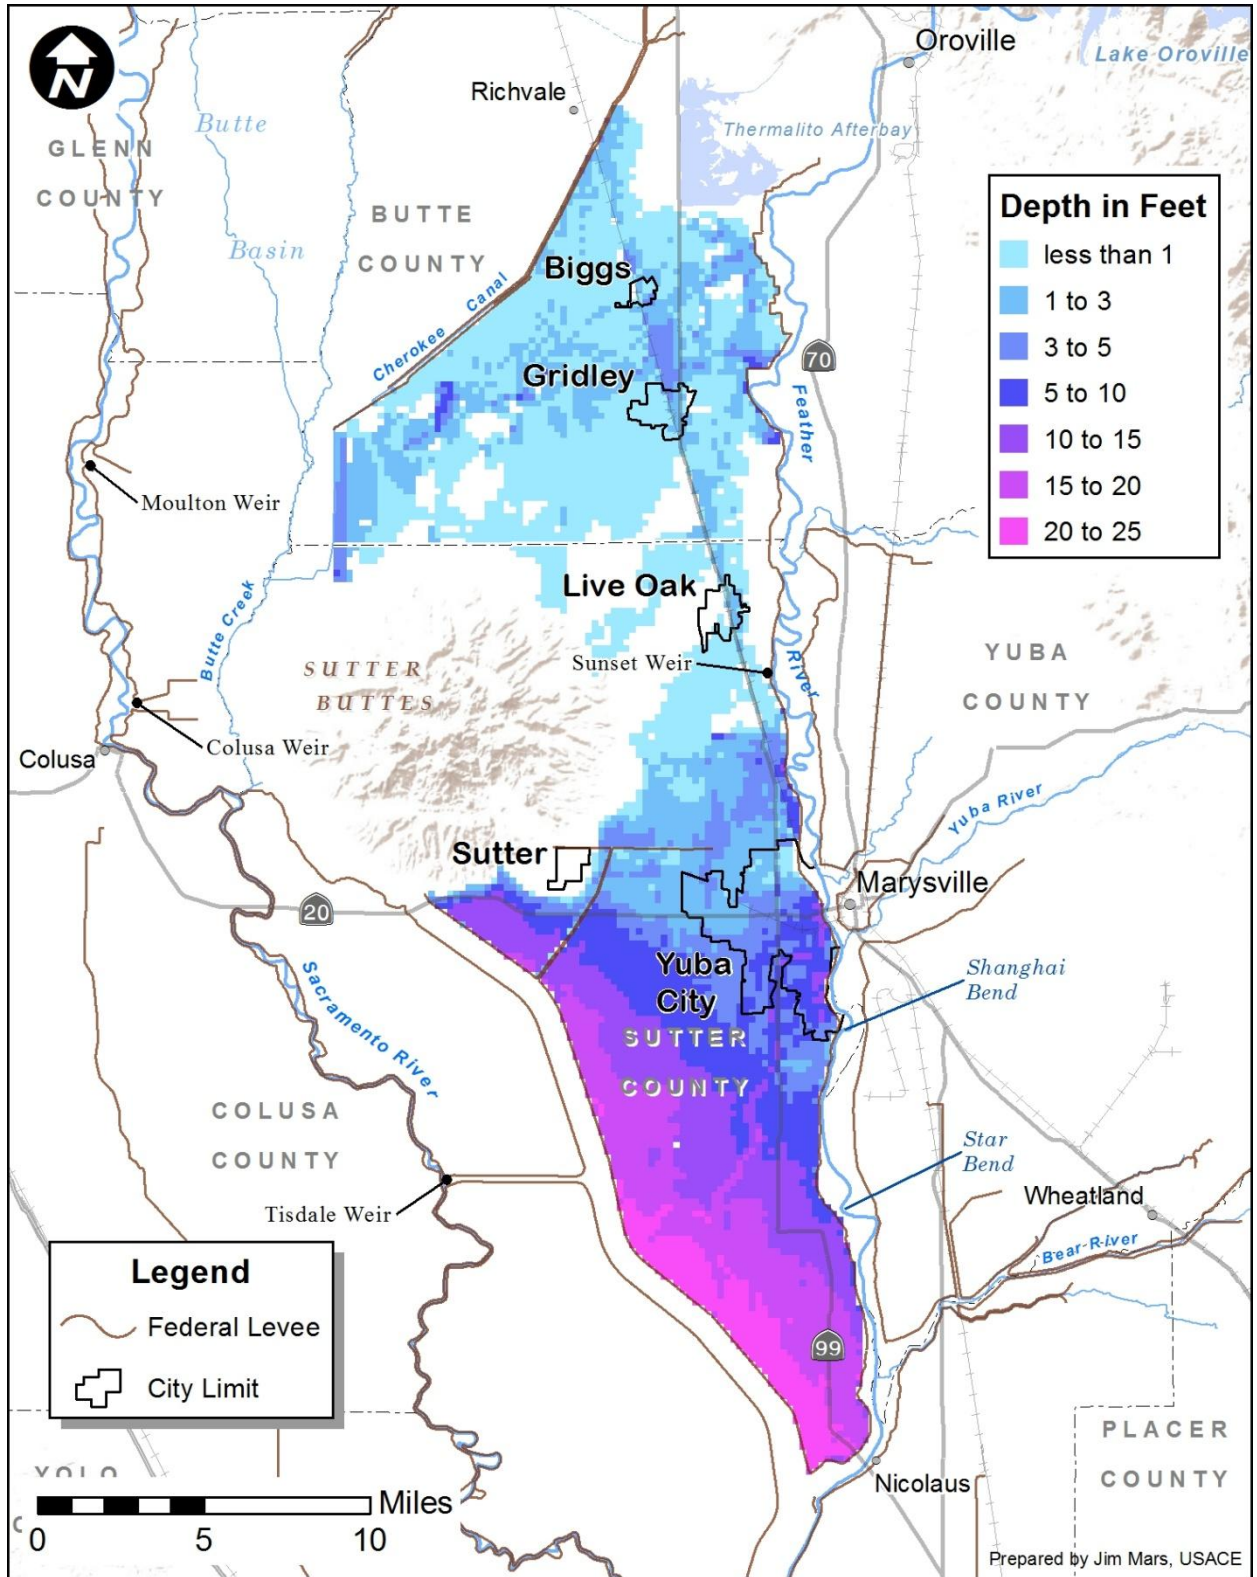 N
Oroville
Lake Oroville
Richvale
Butte
Thermalito Afterbay
GLENN
COUNTY
Depth in Feet
less than 1
1 to 3
3 to 5
5 to 10
10 to 15
15 to 20
20 to 25
BUTTE
COUNTY
Basin
Biggs
Cherokee Canal
70
Gridley
Feather
Moulton Weir
Live Oak
Butte Creek
Sunset Weir
River
YUBA
COUNTY
SUTTER
BUTTES
Colusa Weir
Colusa
Yuba River
Sutter
Marysville
20
Yuba
City
Shanghai
Bend
Sacramento River
SUTTER
COUNTY
COLUSA
COUNTY
Star
Bend
Wheatland
Tisdale Weir
Bear River
Legend
Federal Levee
City Limit
99
PLACER
COUNTY
YOLO
Nicolaus
Miles
0 5 10
Prepared by Jim Mars, USACE